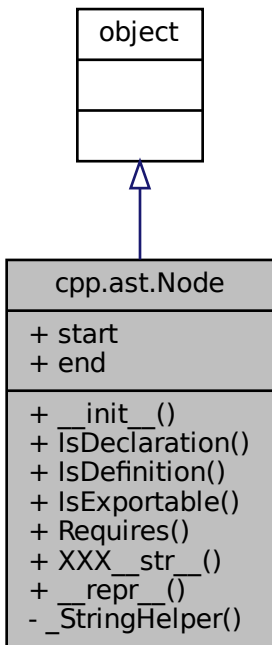 object
cpp.ast.Node
+ start
+ end
+ __init__()
+ IsDeclaration()
+ IsDefinition()
+ IsExportable()
+ Requires()
+ XXX__str__()
+ __repr__()
- _StringHelper()